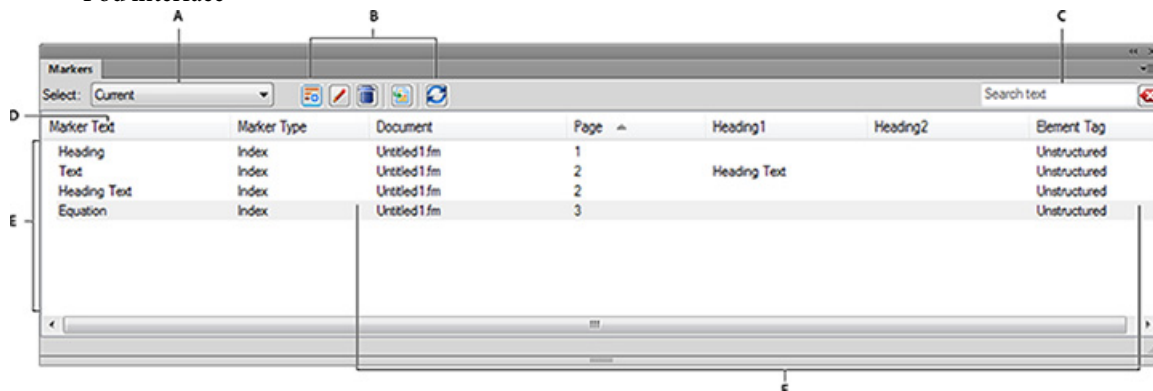 Pod interface
A B C
Markers
Select: Current Search text
D
Marker Text Marker Type Document Page Heading1 Heading2 Element Tag
Heading Index Untitled1.fm 1 Unstructured
Text Index Untitled1.fm 2 Heading Text Unstructured
Heading Text Index Untitled1.fm 2 Unstructured
E
Equation Index Untitled1.fm 3 Unstructured